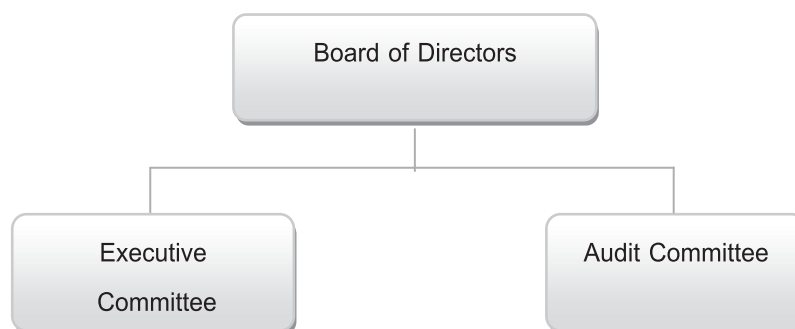 Board of Directors
Executive
Committee
Audit Committee